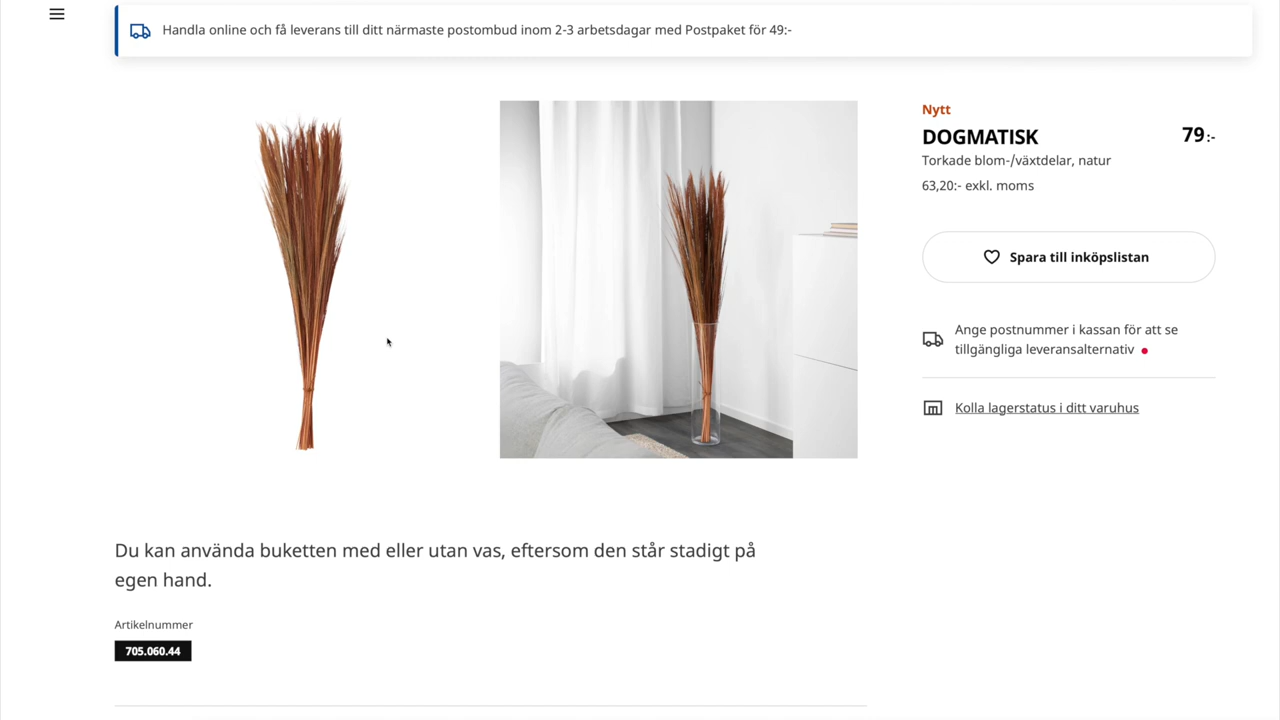 Handla online och få leverans till ditt närmaste postombud inom 2-3 arbetsdagar med Postpaket för 49:-
Nytt
DOGMATISK
79:-
Torkade blom-/växtdelar, natur
63,20:- exkl. moms
Spara till inköpslistan
Ange postnummer i kassan för att se
tillgängliga leveransalternativ
Kolla lagerstatus i ditt varuhus
Du kan använda buketten med eller utan vas, eftersom den står stadigt på
egen hand.
Artikelnummer
705.060.44